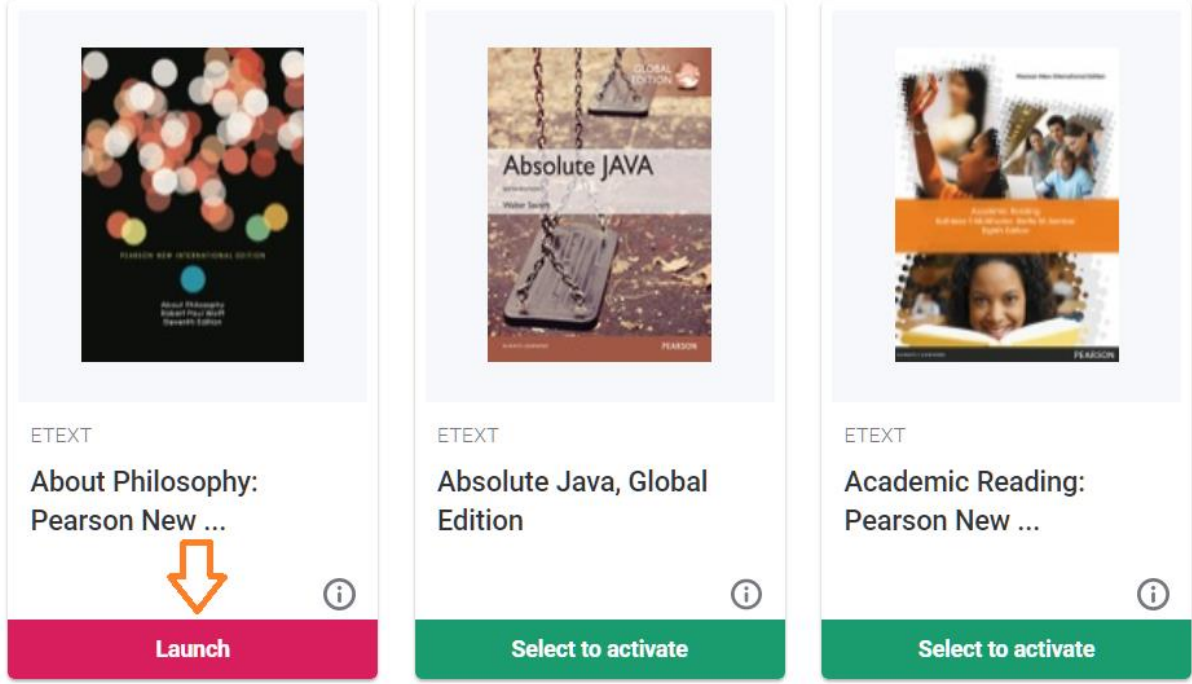 PEARSON NEW INTERNATIONAL EDITION
About Philosophy
Robert Paul Wolff
Eleventh Edition
ETEXT
About Philosophy:
Pearson New ...
Launch
GLOBAL
EDITION
Absolute JAVA
Walter Savitch
PEARSON
ETEXT
Absolute Java, Global
Edition
Select to activate
Pearson New International Edition
Academic Reading
Eighth Edition
PEARSON
ETEXT
Academic Reading:
Pearson New ...
Select to activate